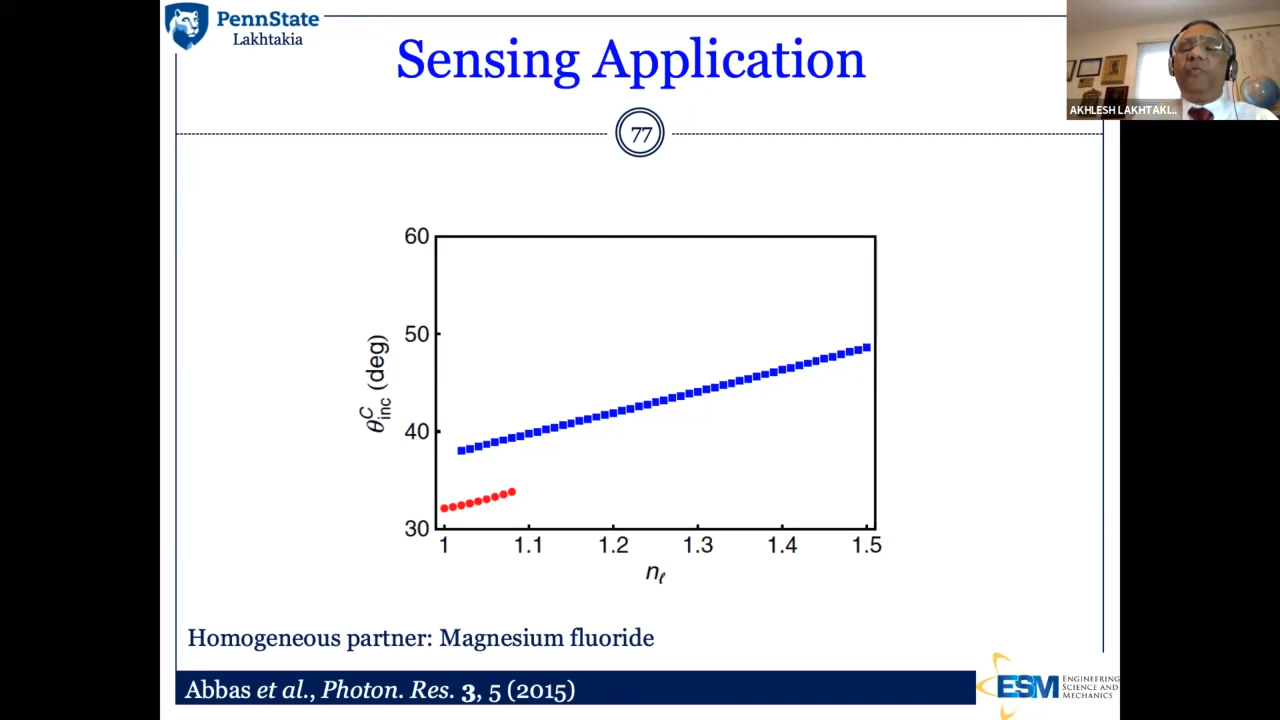 PennState
Lakhtakia
Sensing Application
77
AKHLESH LAKHTAKI...
60
50
40
30
θ_inc^C (deg)
1 1.1 1.2 1.3 1.4 1.5
n_ℓ
Homogeneous partner: Magnesium fluoride
Abbas et al., Photon. Res. 3, 5 (2015)
ESM ENGINEERING
SCIENCE AND
MECHANICS